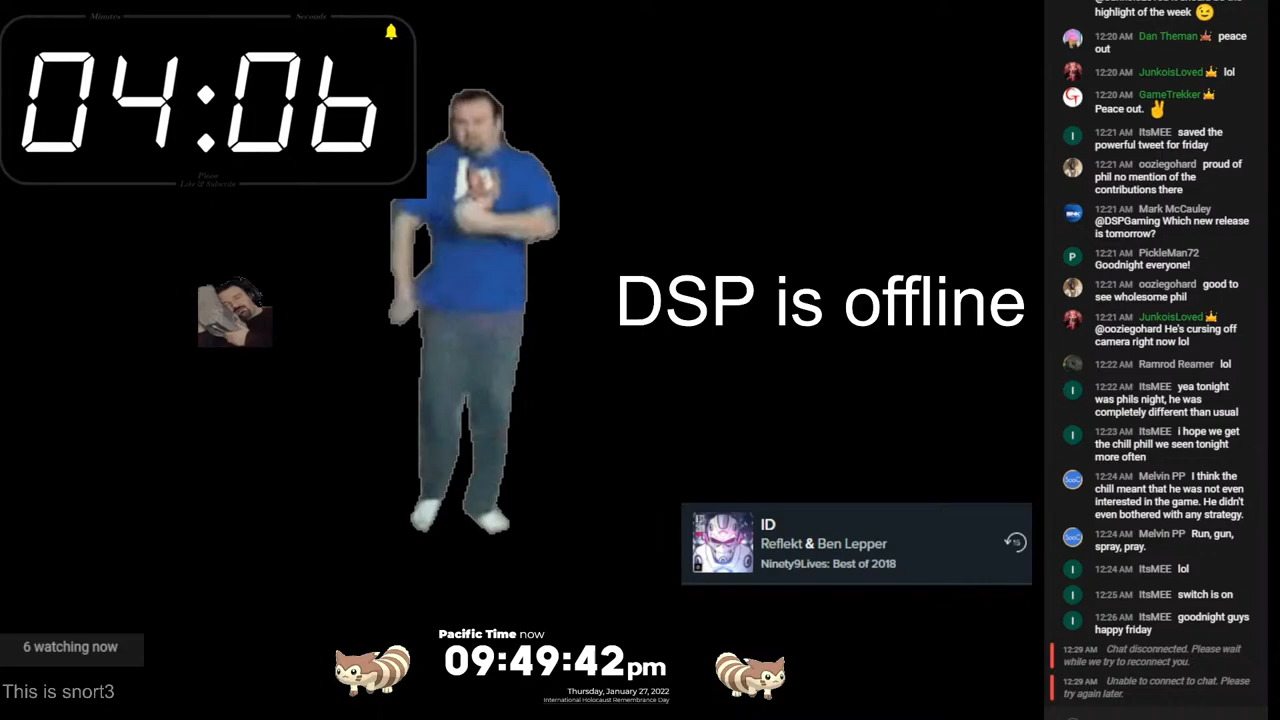 Minutes
Seconds
04:06
Please
Like & Subscribe
DSP is offline
ID
Reflekt & Ben Lepper
Ninety9Lives: Best of 2018
15
6 watching now
This is snort3
Pacific Time now
09:49:42pm
Thursday, January 27, 2022
International Holocaust Remembrance Day
highlight of the week
12:20 AM Dan Theman peace
out
12:20 AM JunkoisLoved lol
12:20 AM GameTrekker
Peace out.
12:21 AM ItsMEE saved the
powerful tweet for friday
12:21 AM ooziegohard proud of
phil no mention of the
contributions there
12:21 AM Mark McCauley
@DSPGaming Which new release
is tomorrow?
12:21 AM PickleMan72
Goodnight everyone!
12:21 AM ooziegohard good to
see wholesome phil
12:21 AM JunkoisLoved
@ooziegohard He's cursing off
camera right now lol
12:22 AM Ramrod Reamer lol
12:22 AM ItsMEE yea tonight
was phils night, he was
completely different than usual
12:23 AM ItsMEE i hope we get
the chill phill we seen tonight
more often
12:24 AM Melvin PP I think the
chill meant that he was not even
interested in the game. He didn't
even bothered with any strategy.
12:24 AM Melvin PP Run, gun,
spray, pray.
12:24 AM ItsMEE lol
12:25 AM ItsMEE switch is on
12:26 AM ItsMEE goodnight guys
happy friday
12:29 AM Chat disconnected. Please wait
while we try to reconnect you.
12:29 AM Unable to connect to chat. Please
try again later.